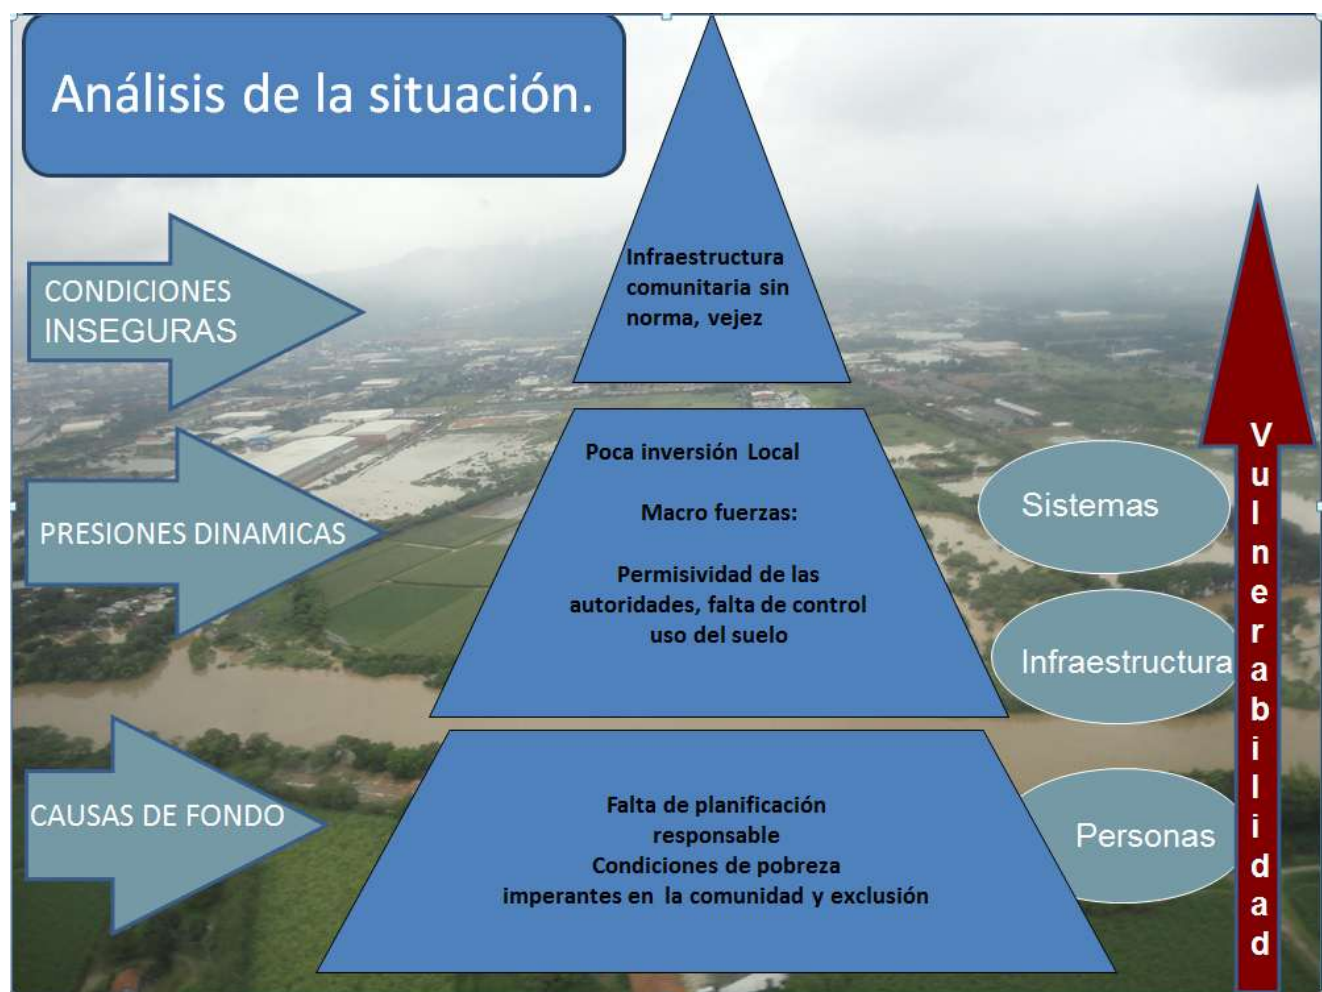 Análisis de la situación.
CONDICIONES
INSEGURAS
Infraestructura
comunitaria sin
norma, vejez
PRESIONES DINAMICAS
Poca inversión Local
Macro fuerzas:
Permisividad de las
autoridades, falta de control
uso del suelo
CAUSAS DE FONDO
Falta de planificación
responsable
Condiciones de pobreza
imperantes en la comunidad y exclusión
Sistemas
Infraestructura
Personas
Vulnerabilidad